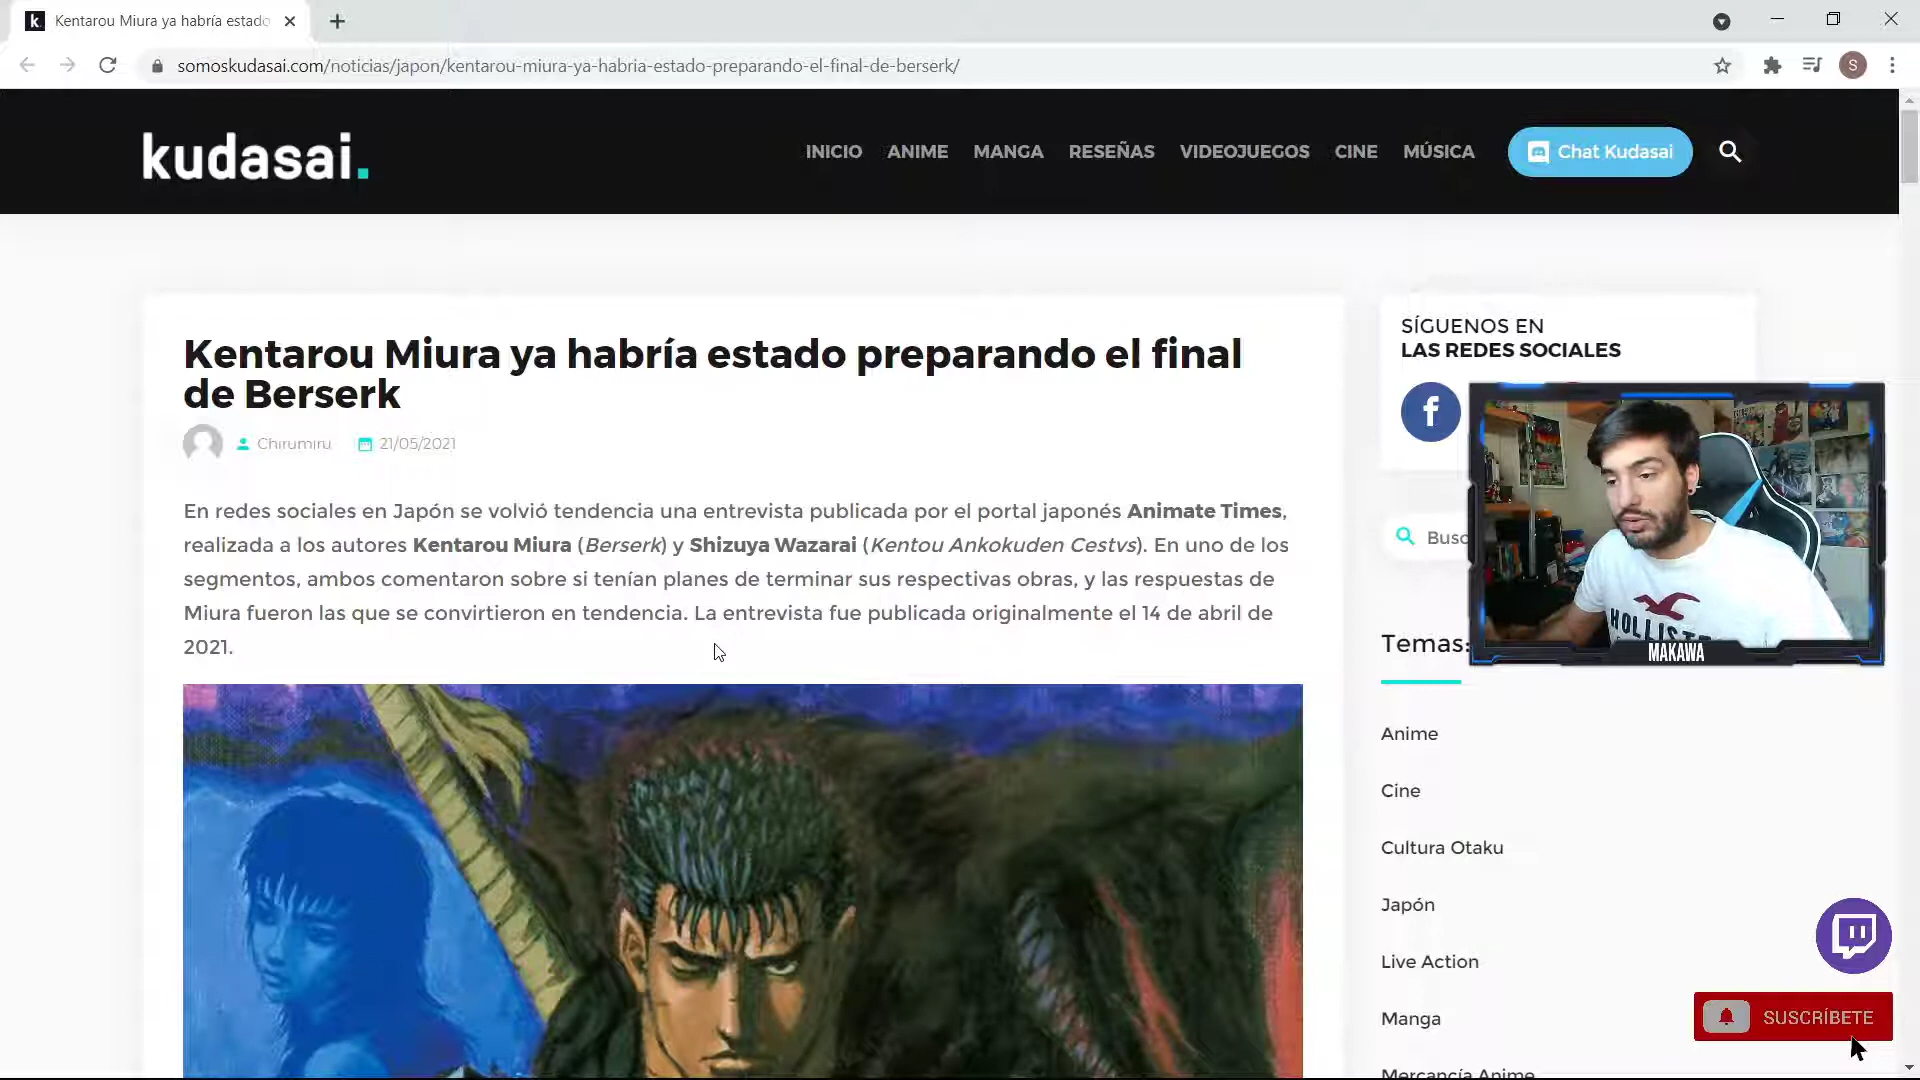 k
Kentarou Miura ya habría estado
somoskudasai.com/noticias/japon/kentarou-miura-ya-habria-estado-preparando-el-final-de-berserk/
S
kudasai.
INICIO ANIME MANGA RESEÑAS VIDEOJUEGOS CINE MÚSICA Chat Kudasai
Kentarou Miura ya habría estado preparando el final
de Berserk
Chirumiru 21/05/2021
En redes sociales en Japón se volvió tendencia una entrevista publicada por el portal japonés Animate Times,
realizada a los autores Kentarou Miura (Berserk) y Shizuya Wazarai (Kentou Ankokuden Cestvs). En uno de los
segmentos, ambos comentaron sobre si tenían planes de terminar sus respectivas obras, y las respuestas de
Miura fueron las que se convirtieron en tendencia. La entrevista fue publicada originalmente el 14 de abril de
2021.
SÍGUENOS EN
LAS REDES SOCIALES
f
Busc
HOLLISTE
MAKAWA
Temas:
Anime
Cine
Cultura Otaku
Japón
Live Action
Manga
Mercancía Anime
SUSCRÍBETE